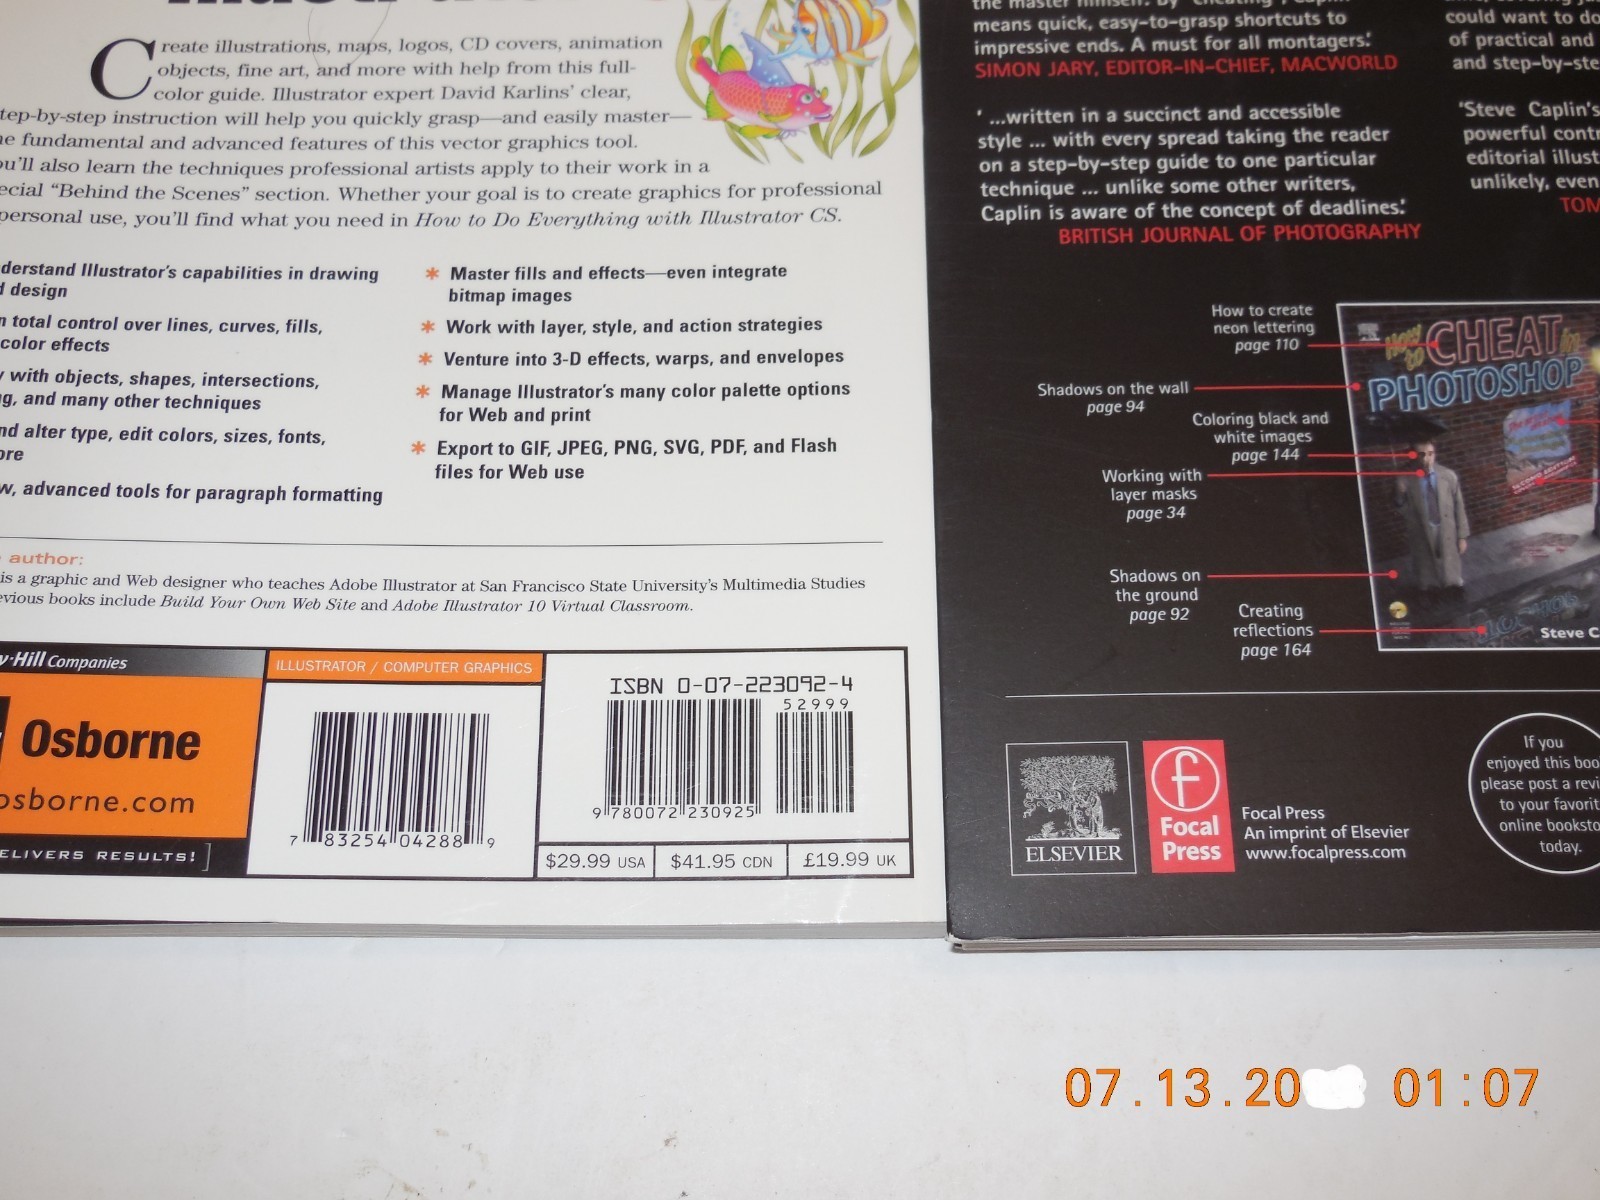 Create illustrations, maps, logos, CD covers, animation
objects, fine art, and more with help from this full-
color guide. Illustrator expert David Karlins' clear,
tep-by-step instruction will help you quickly grasp—and easily master—
e fundamental and advanced features of this vector graphics tool.
ou'll also learn the techniques professional artists apply to their work in a
ecial "Behind the Scenes" section. Whether your goal is to create graphics for professional
personal use, you'll find what you need in How to Do Everything with Illustrator CS.
derstand Illustrator's capabilities in drawing
d design
n total control over lines, curves, fills,
color effects
with objects, shapes, intersections,
g, and many other techniques
nd alter type, edit colors, sizes, fonts,
ore
w, advanced tools for paragraph formatting
* Master fills and effects—even integrate
bitmap images
* Work with layer, style, and action strategies
* Venture into 3-D effects, warps, and envelopes
* Manage Illustrator's many color palette options
for Web and print
* Export to GIF, JPEG, PNG, SVG, PDF, and Flash
files for Web use
author:
is a graphic and Web designer who teaches Adobe Illustrator at San Francisco State University's Multimedia Studies
evious books include Build Your Own Web Site and Adobe Illustrator 10 Virtual Classroom.
w·Hill Companies
Osborne
osborne.com
ELIVERS RESULTS!
ILLUSTRATOR / COMPUTER GRAPHICS
7 83254 04288 9
ISBN 0-07-223092-4
52999
9 780072 230925
$29.99 USA
$41.95 CDN
£19.99 UK
means quick, easy-to-grasp shortcuts to
impressive ends. A must for all montagers.'
SIMON JARY, EDITOR-IN-CHIEF, MACWORLD
' ...written in a succinct and accessible
style ... with every spread taking the reader
on a step-by-step guide to one particular
technique ... unlike some other writers,
Caplin is aware of the concept of deadlines.'
BRITISH JOURNAL OF PHOTOGRAPHY
could want to do
of practical and
and step-by-ste
'Steve Caplin's
powerful contr
editorial illust
unlikely, even
TOM
How to create
neon lettering
page 110
Shadows on the wall
page 94
Coloring black and
white images
page 144
Working with
layer masks
page 34
Shadows on
the ground
page 92
Creating
reflections
page 164
How to CHEAT in
PHOTOSHOP
SECOND EDITION
Steve C
ELSEVIER
f
Focal
Press
Focal Press
An imprint of Elsevier
www.focalpress.com
If you
enjoyed this boo
please post a revi
to your favorit
online booksto
today.
07.13.20 01:07